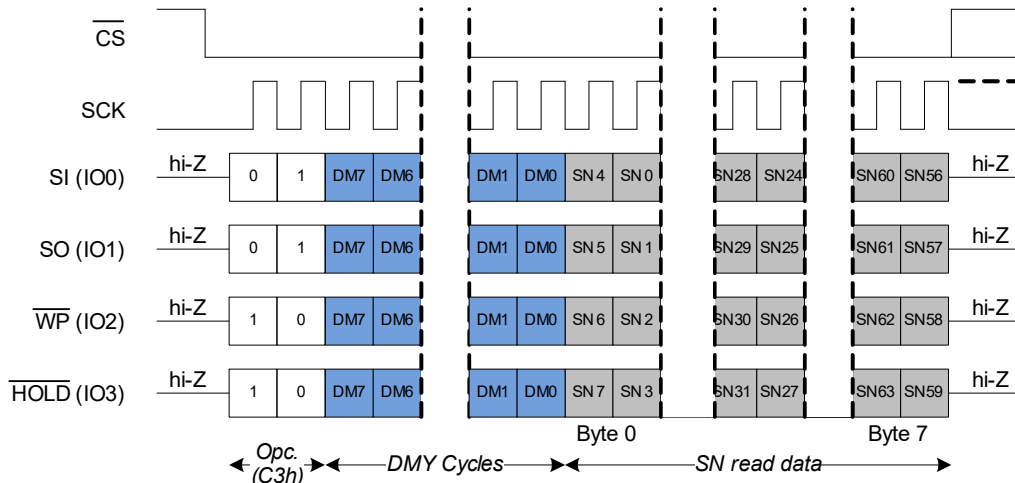 CS
SCK
SI (IO0) hi-Z 0 1 DM7 DM6 DM1 DM0 SN 4 SN 0 SN28 SN24 SN60 SN56 hi-Z
SO (IO1) hi-Z 0 1 DM7 DM6 DM1 DM0 SN 5 SN 1 SN29 SN25 SN61 SN57 hi-Z
WP (IO2) hi-Z 1 0 DM7 DM6 DM1 DM0 SN 6 SN 2 SN30 SN26 SN62 SN58 hi-Z
HOLD (IO3) hi-Z 1 0 DM7 DM6 DM1 DM0 SN 7 SN 3 SN31 SN27 SN63 SN59 hi-Z
Byte 0 Byte 7
Opc.
(C3h) DMY Cycles SN read data